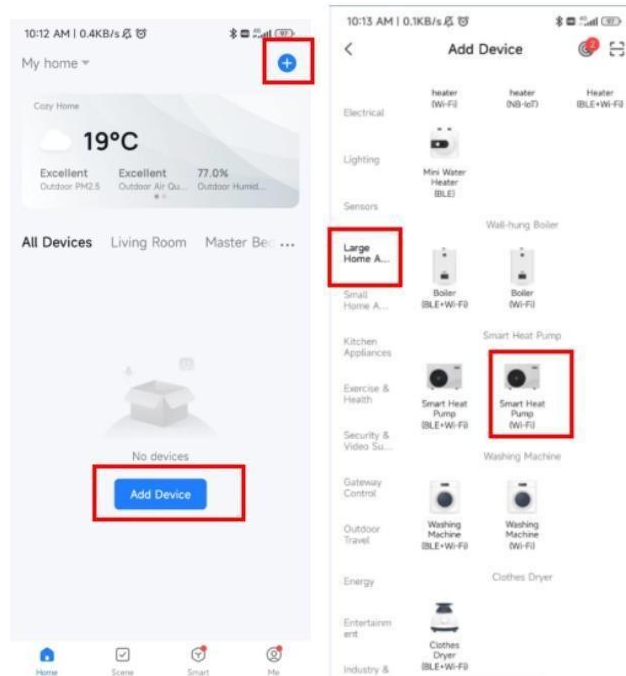 10:12 AM | 0.4KB/s
97
My home
Cozy Home
19°C
Excellent Excellent 77.0%
Outdoor PM2.5 Outdoor Air Qu... Outdoor Humid...
All Devices Living Room Master Bed ...
No devices
Add Device
Home Scene Smart Me
10:13 AM | 0.1KB/s
97
Add Device
2
heater
(Wi-Fi)
heater
(NB-IoT)
Heater
(BLE+Wi-Fi)
Electrical
Lighting
Sensors
Large
Home A...
Small
Home A...
Kitchen
Appliances
Exercise &
Health
Security &
Video Su...
Gateway
Control
Outdoor
Travel
Energy
Entertainm
ent
Industry &
Mini Water
Heater
(BLE)
Wall-hung Boiler
Boiler
(BLE+Wi-Fi)
Boiler
(Wi-Fi)
Smart Heat Pump
Smart Heat
Pump
(BLE+Wi-Fi)
Smart Heat
Pump
(Wi-Fi)
Washing Machine
Washing
Machine
(BLE+Wi-Fi)
Washing
Machine
(Wi-Fi)
Clothes Dryer
Clothes
Dryer
(BLE+Wi-Fi)